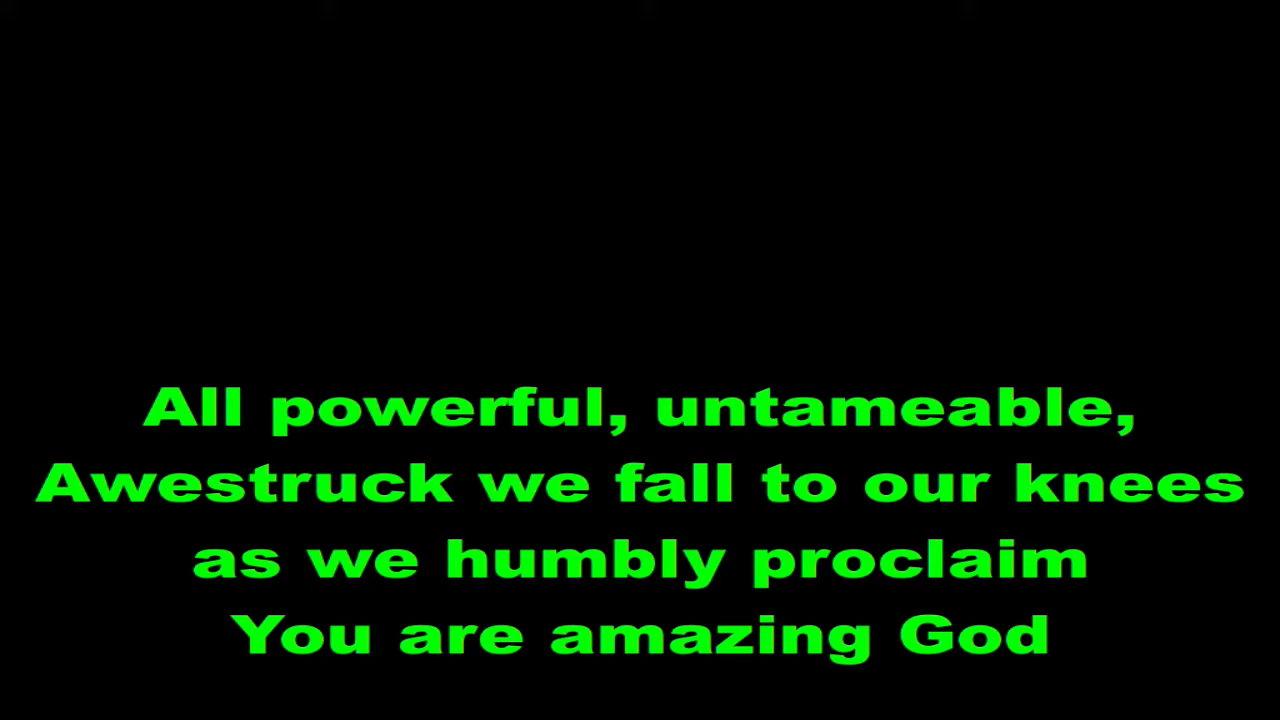 All powerful, untameable,
Awestruck we fall to our knees
as we humbly proclaim
You are amazing God